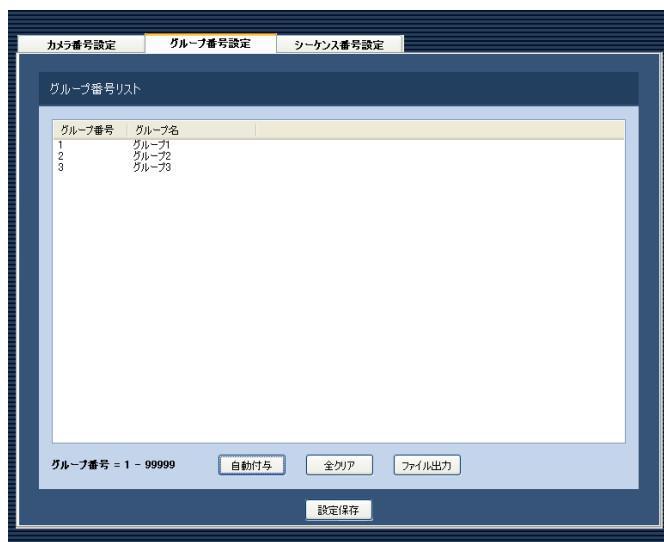 カメラ番号設定 グループ番号設定 シーケンス番号設定
グループ番号リスト
グループ番号 グループ名
1 グループ1
2 グループ2
3 グループ3
グループ番号 = 1 - 99999 自動付与 全クリア ファイル出力
設定保存